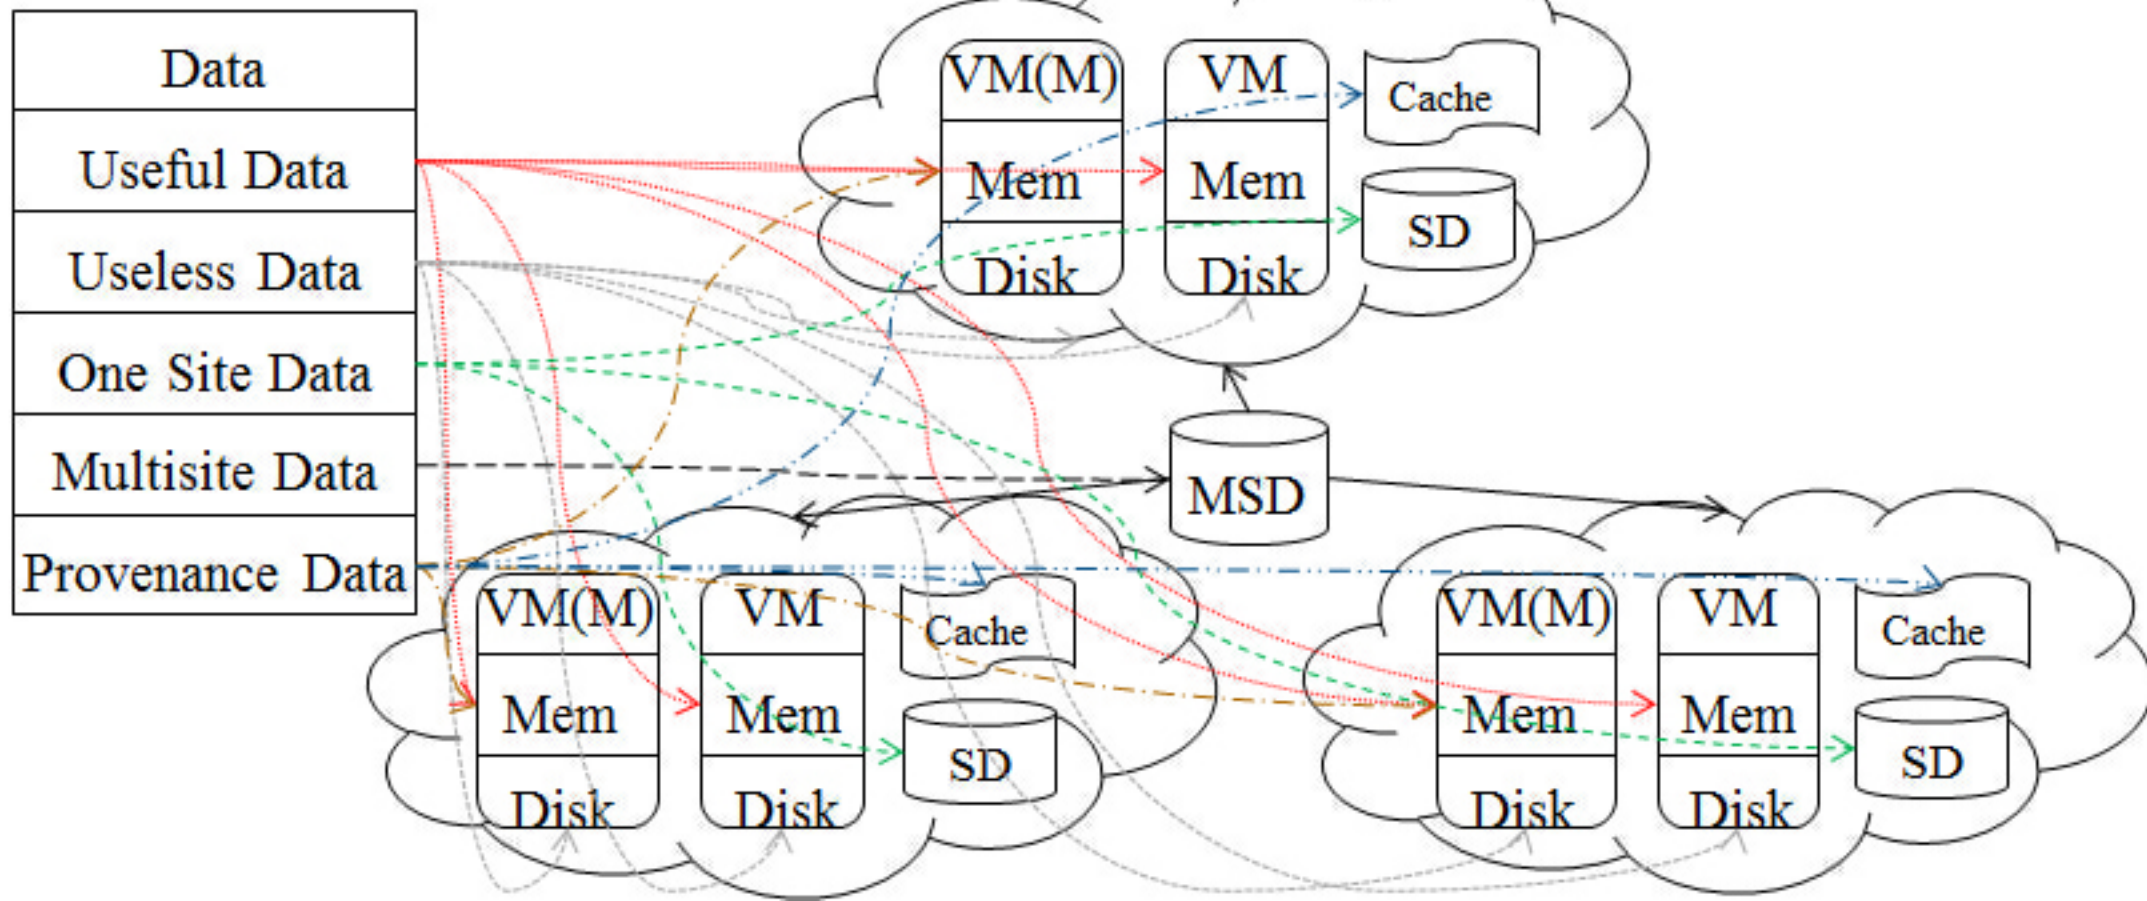 Data
Useful Data
Useless Data
One Site Data
Multisite Data
Provenance Data
VM(M)
Mem
Disk
VM
Mem
Disk
Cache
SD
MSD
VM(M)
Mem
Disk
VM
Mem
Disk
Cache
SD
VM(M)
Mem
Disk
VM
Mem
Disk
Cache
SD